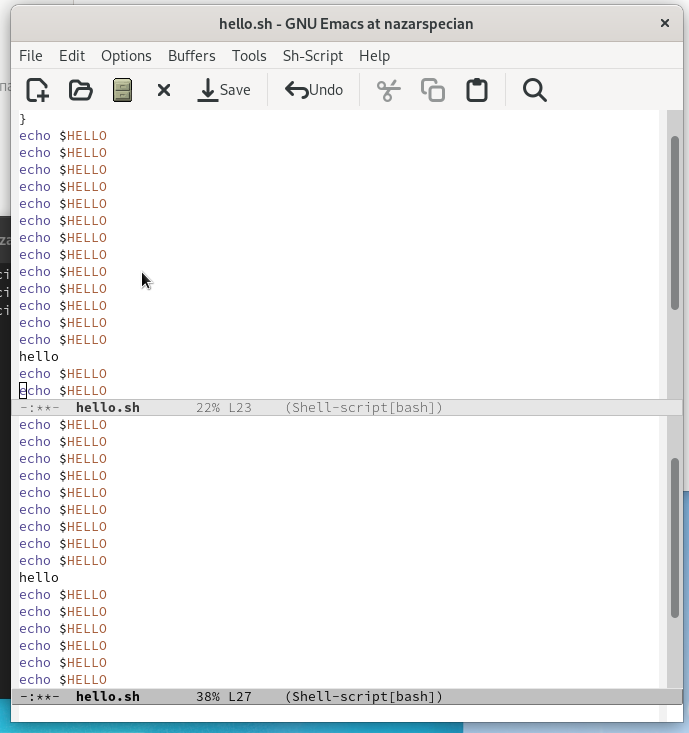 hello.sh - GNU Emacs at nazarspecian
File Edit Options Buffers Tools Sh-Script Help
Save Undo
}
echo $HELLO
echo $HELLO
echo $HELLO
echo $HELLO
echo $HELLO
echo $HELLO
echo $HELLO
echo $HELLO
echo $HELLO
echo $HELLO
echo $HELLO
echo $HELLO
echo $HELLO
hello
echo $HELLO
echo $HELLO
-:**- hello.sh 22% L23 (Shell-script[bash])
echo $HELLO
echo $HELLO
echo $HELLO
echo $HELLO
echo $HELLO
echo $HELLO
echo $HELLO
echo $HELLO
echo $HELLO
hello
echo $HELLO
echo $HELLO
echo $HELLO
echo $HELLO
echo $HELLO
echo $HELLO
-:**- hello.sh 38% L27 (Shell-script[bash])